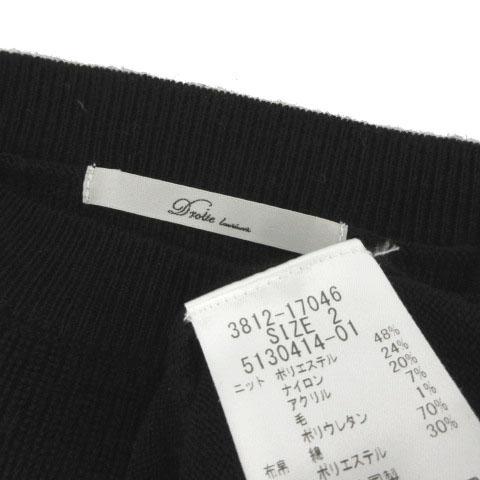 Droite lautréamont
3812-17046
SIZE 2
5130414-01
ニット ポリエステル 48%
ナイロン 24%
アクリル 20%
毛 7%
ポリウレタン 1%
布帛 綿 70%
ポリエステル 30%